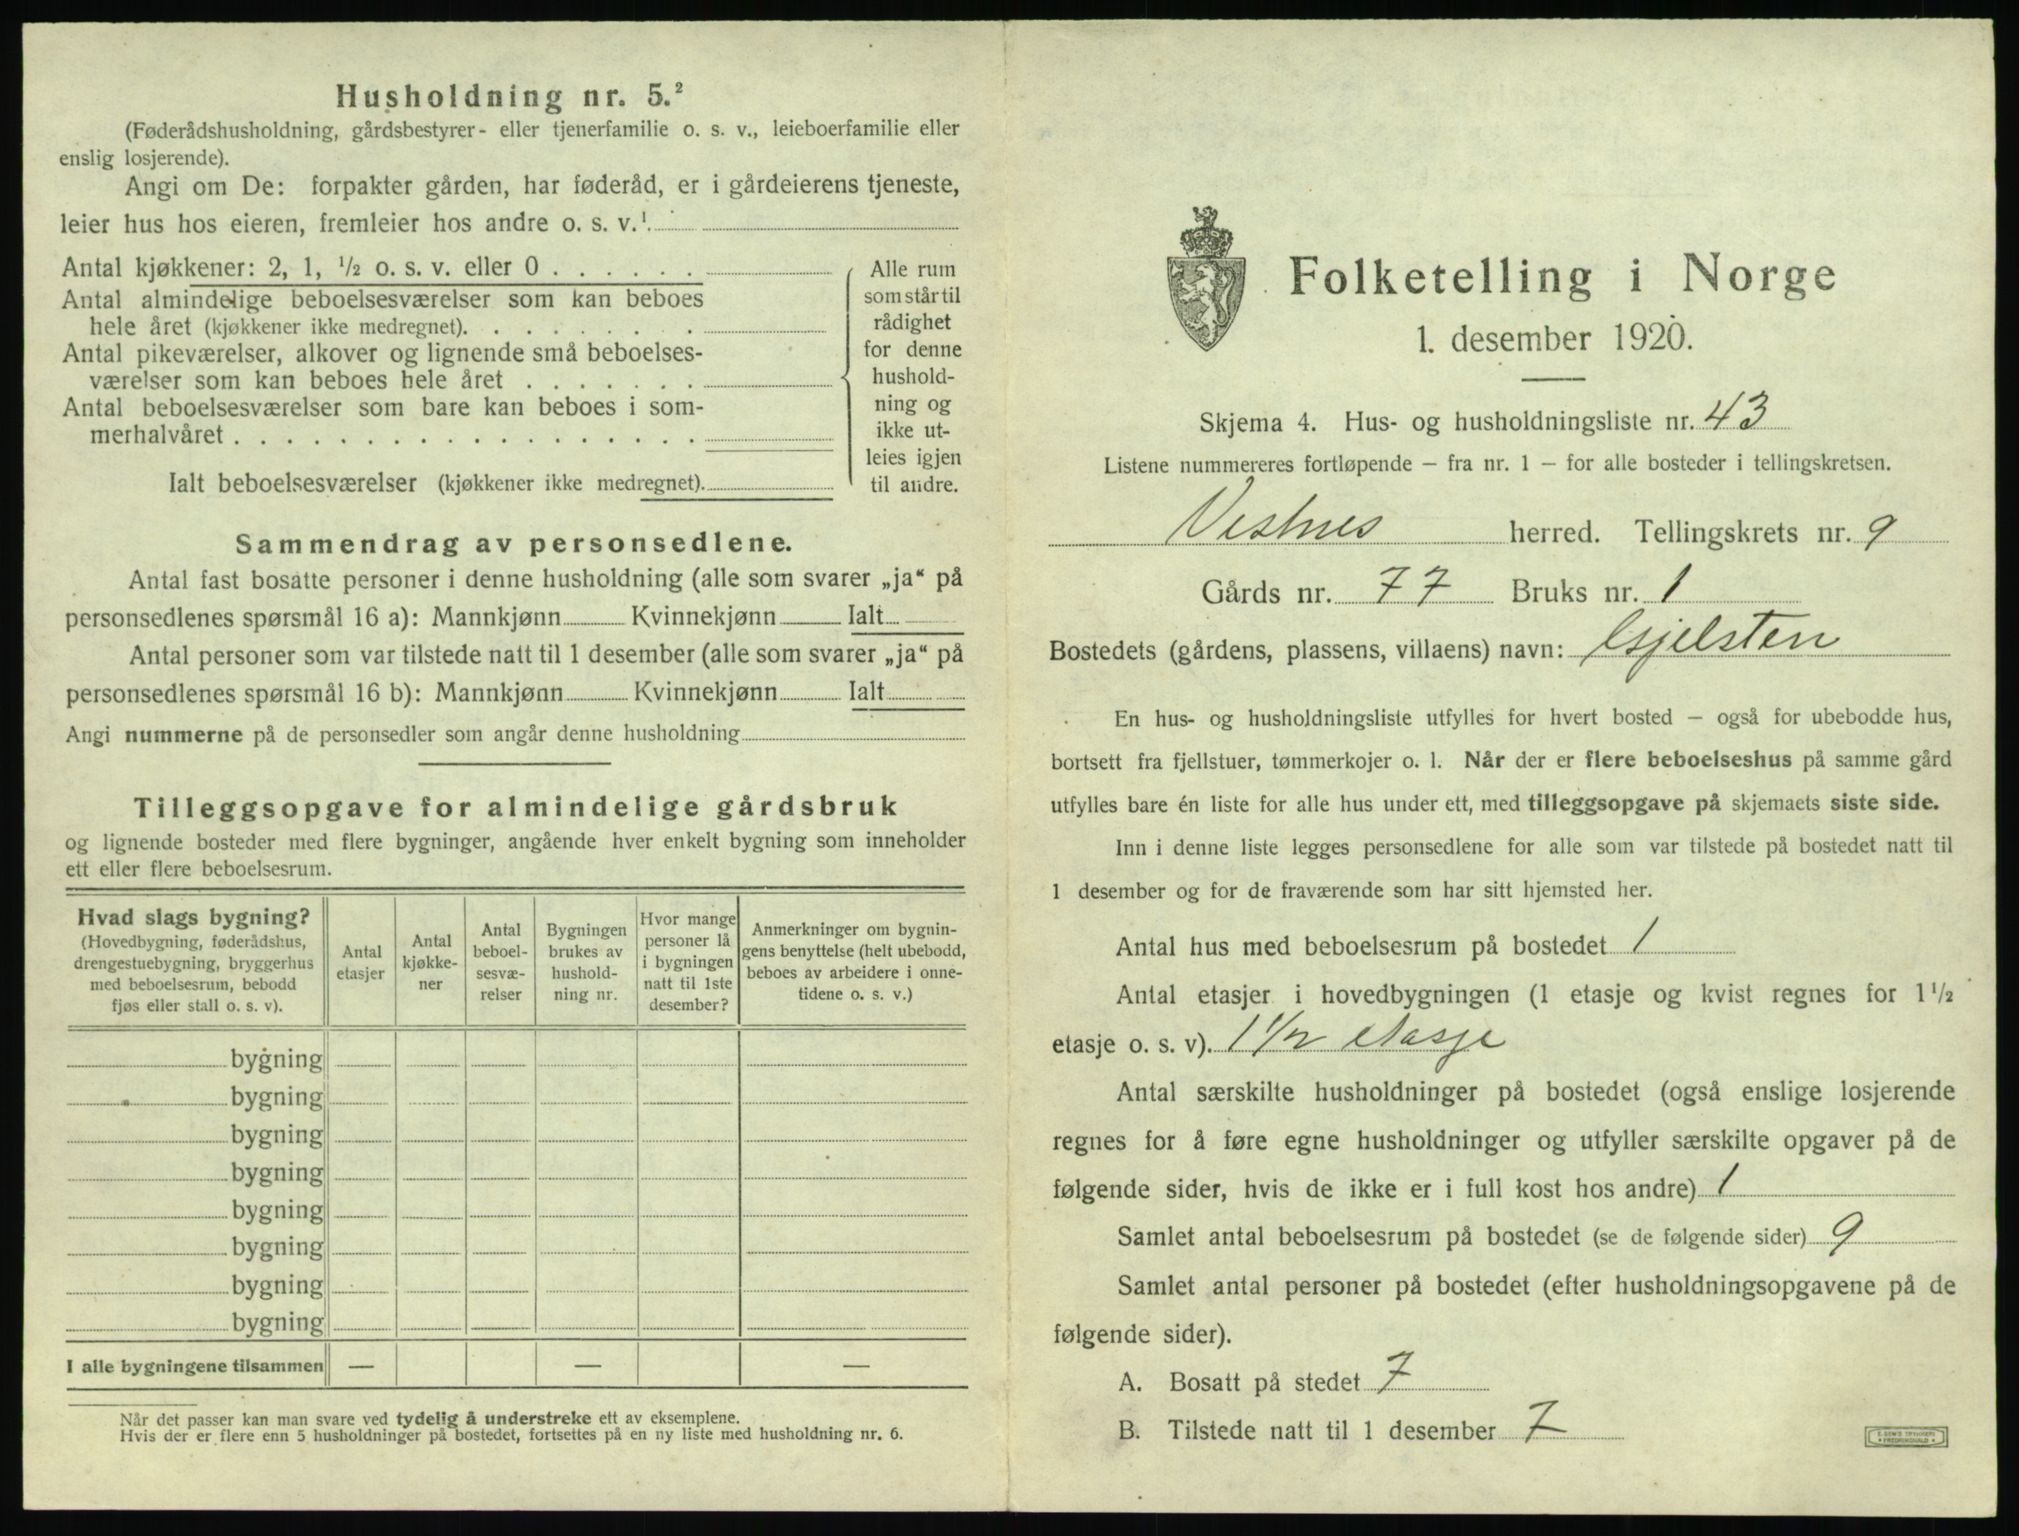 Husholdning nr. 5.²
(Føderådshusholdning, gårdsbestyrer- eller tjenerfamilie o. s. v., leieboerfamilie eller
enslig losjerende).
Angi om De: forpakter gården, har føderåd, er i gårdeierens tjeneste,
leier hus hos eieren, fremleier hos andre o. s. v.¹
Antal kjøkkener: 2, 1, ½ o. s. v. eller 0 . . . . . .
Antal almindelige beboelsesværelser som kan beboes
hele året (kjøkkener ikke medregnet). . . . . . . . .
Antal pikeværelser, alkover og lignende små beboelses-
værelser som kan beboes hele året . . . . . . .
Antal beboelsesværelser som bare kan beboes i som-
merhalvåret . . . . . . . . . . . . . . . . . .
Ialt beboelsesværelser (kjøkkener ikke medregnet).
Alle rum
som står til
rådighet
for denne
hushold-
ning og
ikke ut-
leies igjen
til andre.
Sammendrag av personsedlene.
Antal fast bosatte personer i denne husholdning (alle som svarer „ja“ på
personsedlenes spørsmål 16 a): Mannkjønn Kvinnekjønn Ialt
Antal personer som var tilstede natt til 1 desember (alle som svarer „ja“ på
personsedlenes spørsmål 16 b): Mannkjønn Kvinnekjønn Ialt
Angi nummerne på de personsedler som angår denne husholdning
Tilleggsopgave for almindelige gårdsbruk
og lignende bosteder med flere bygninger, angående hver enkelt bygning som inneholder
ett eller flere beboelsesrum.
Hvad slags bygning?
(Hovedbygning, føderådshus,
drengestuebygning, bryggerhus
med beboelsesrum, bebodd
fjøs eller stall o. s. v).
Antal
etasjer
Antal
kjøkke-
ner
Antal
beboel-
sesvæ-
relser
Bygningen
brukes av
hushold-
ning nr.
Hvor mange
personer lå
i bygningen
natt til 1ste
desember?
Anmerkninger om bygnin-
gens benyttelse (helt ubebodd,
beboes av arbeidere i onne-
tidene o. s. v.)
bygning
bygning
bygning
bygning
bygning
bygning
bygning
bygning
I alle bygningene tilsammen — — —
Når det passer kan man svare ved tydelig å understreke ett av eksemplene.
Hvis der er flere enn 5 husholdninger på bostedet, fortsettes på en ny liste med husholdning nr. 6.
Folketelling i Norge
1. desember 1920.
Skjema 4. Hus- og husholdningsliste nr. 43
Listene nummereres fortløpende — fra nr. 1 — for alle bosteder i tellingskretsen.
Vestnes herred. Tellingskrets nr. 9
Gårds nr. 77 Bruks nr. 1
Bostedets (gårdens, plassens, villaens) navn: Gjelsten
En hus- og husholdningsliste utfylles for hvert bosted — også for ubebodde hus,
bortsett fra fjellstuer, tømmerkojer o. l. Når der er flere beboelseshus på samme gård
utfylles bare én liste for alle hus under ett, med tilleggsopgave på skjemaets siste side.
Inn i denne liste legges personsedlene for alle som var tilstede på bostedet natt til
1 desember og for de fraværende som har sitt hjemsted her.
Antal hus med beboelsesrum på bostedet 1
Antal etasjer i hovedbygningen (1 etasje og kvist regnes for 1½
etasje o. s. v). 1½ etasje
Antal særskilte husholdninger på bostedet (også enslige losjerende
regnes for å føre egne husholdninger og utfyller særskilte opgaver på de
følgende sider, hvis de ikke er i full kost hos andre) 1
Samlet antal beboelsesrum på bostedet (se de følgende sider) 9
Samlet antal personer på bostedet (efter husholdningsopgavene på de
følgende sider).
A. Bosatt på stedet 7
B. Tilstede natt til 1 desember 7